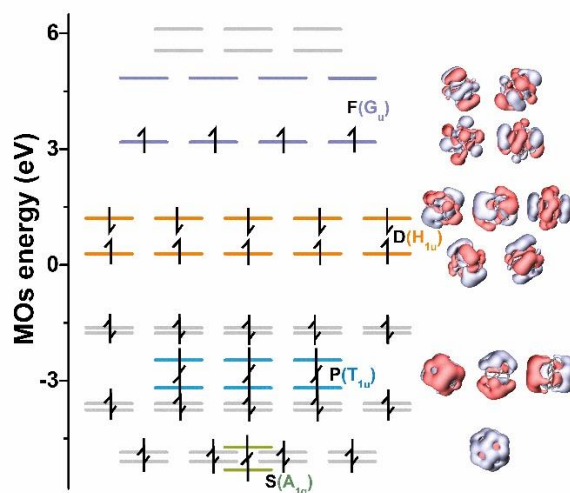 6
F(Gu)
3
MOs energy (eV)
D(H1u)
0
P(T1u)
-3
S(A1g)